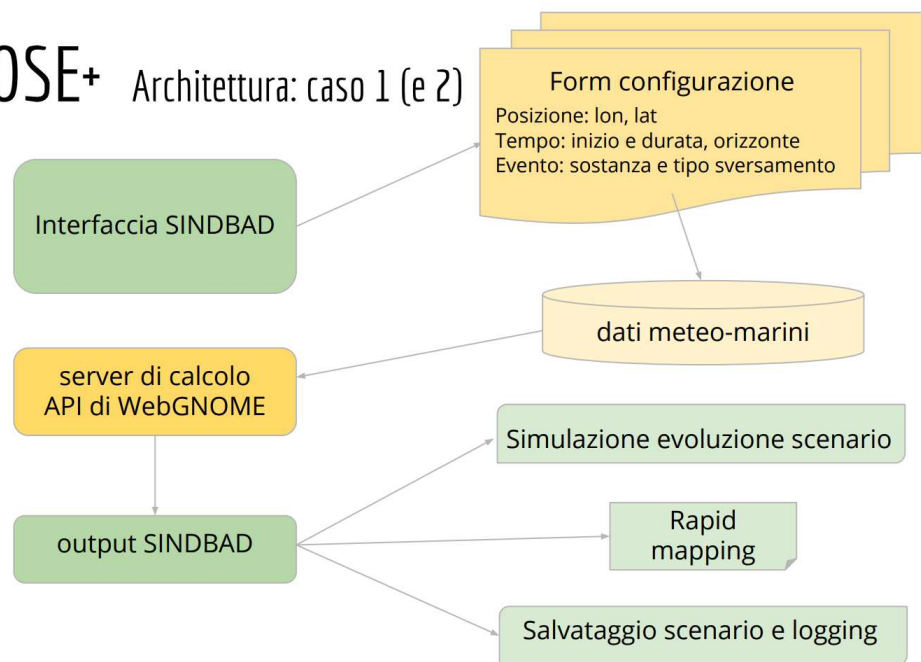 OSE+ Architettura: caso 1 (e 2)
Form configurazione
Posizione: lon, lat
Tempo: inizio e durata, orizzonte
Evento: sostanza e tipo sversamento
Interfaccia SINDBAD
dati meteo-marini
server di calcolo
API di WebGNOME
Simulazione evoluzione scenario
output SINDBAD
Rapid
mapping
Salvataggio scenario e logging